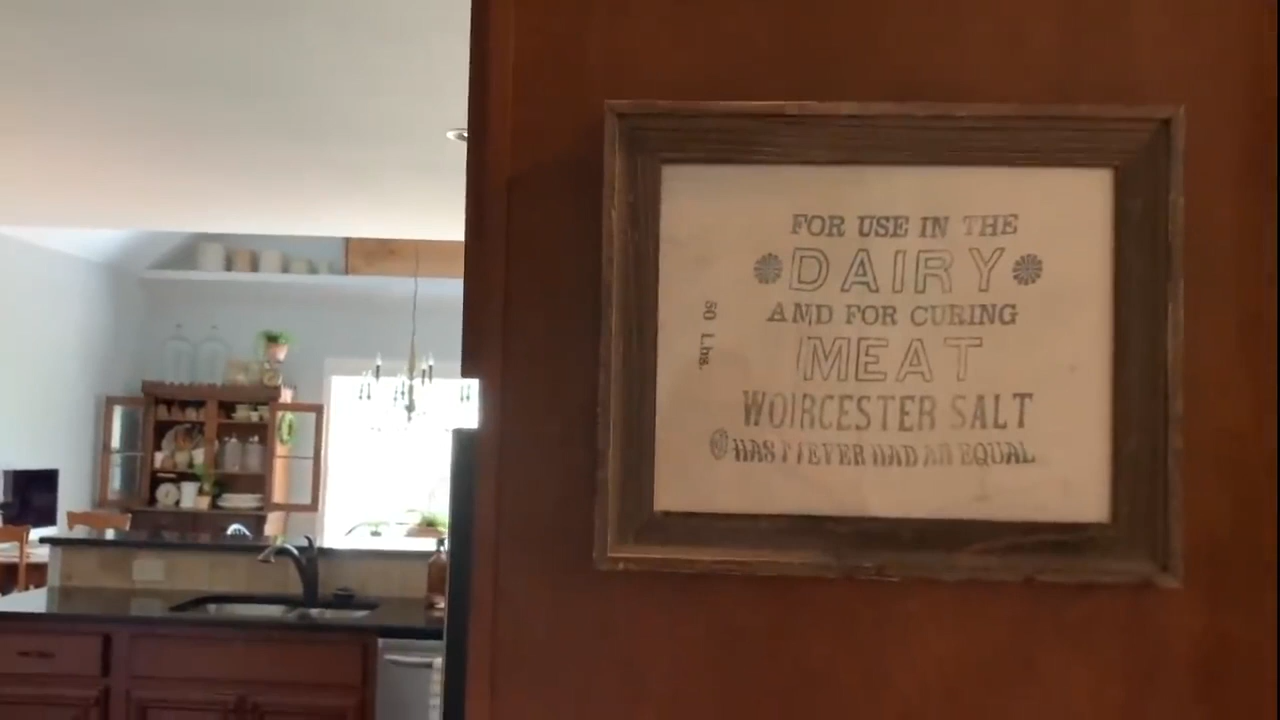 FOR USE IN THE
DAIRY
AND FOR CURING
MEAT
WORCESTER SALT
HAS NEVER HAD AN EQUAL
50 Lbs.